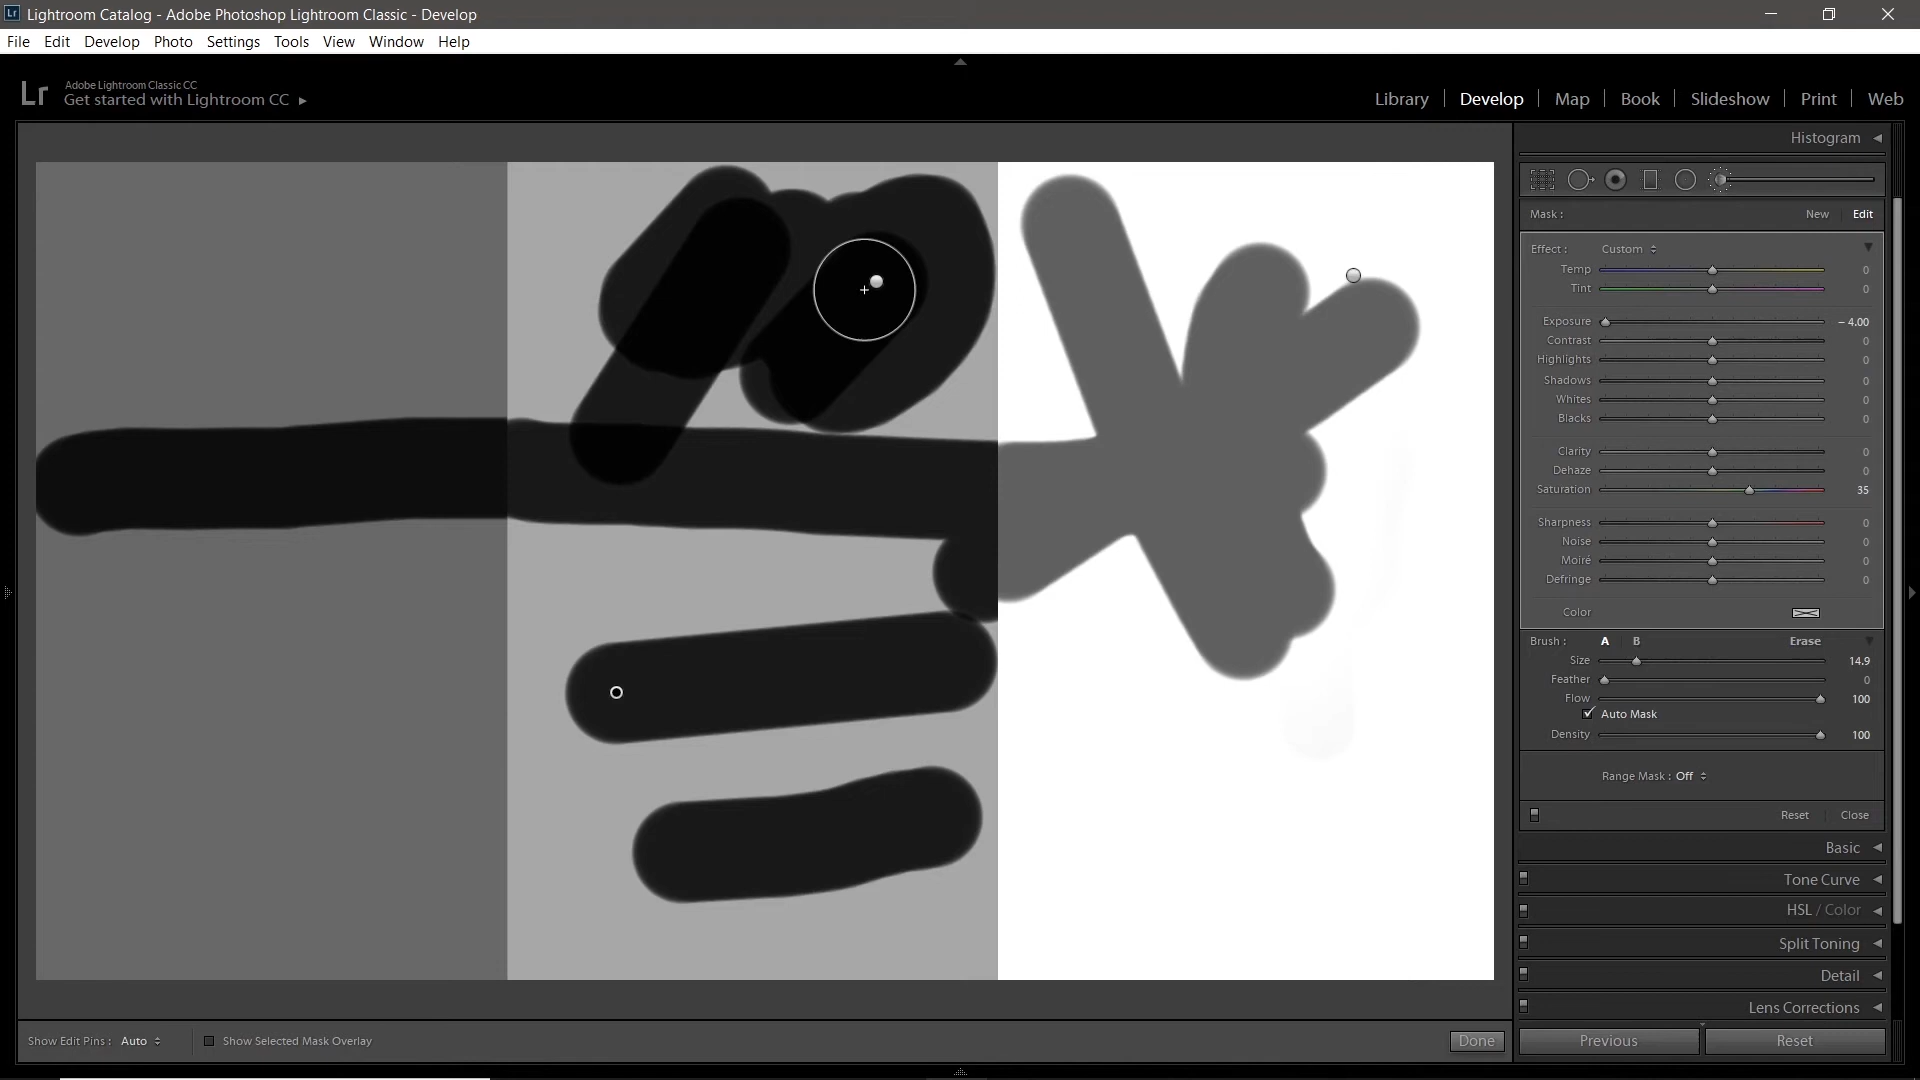 Lr Lightroom Catalog - Adobe Photoshop Lightroom Classic - Develop
File Edit Develop Photo Settings Tools View Window Help
Lr
Adobe Lightroom Classic CC
Get started with Lightroom CC
Library Develop Map Book Slideshow Print Web
Histogram
Mask : New Edit
Effect : Custom
Temp 0
Tint 0
Exposure – 4.00
Contrast 0
Highlights 0
Shadows 0
Whites 0
Blacks 0
Clarity 0
Dehaze 0
Saturation 35
Sharpness 0
Noise 0
Moiré 0
Defringe 0
Color
Brush : A B Erase
Size 14.9
Feather 0
Flow 100
Auto Mask
Density 100
Range Mask : Off
Reset Close
Basic
Tone Curve
HSL / Color
Split Toning
Detail
Lens Corrections
Show Edit Pins : Auto Show Selected Mask Overlay Done Previous Reset